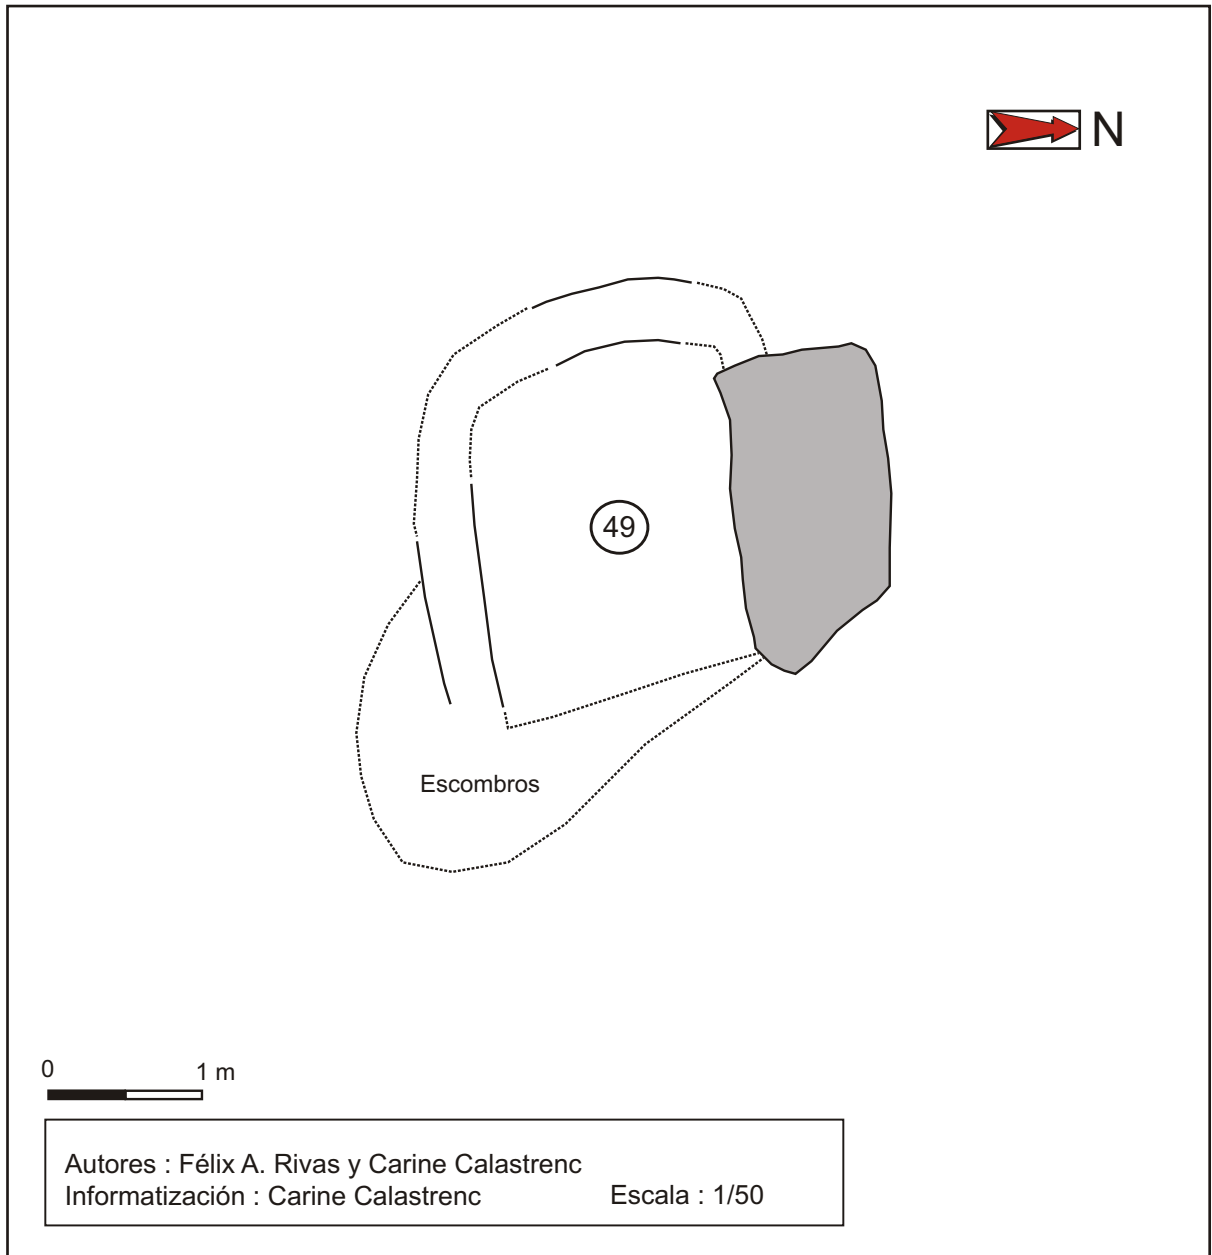 N
49
Escombros
0 1 m
Autores : Félix A. Rivas y Carine Calastrenc
Informatización : Carine Calastrenc Escala : 1/50